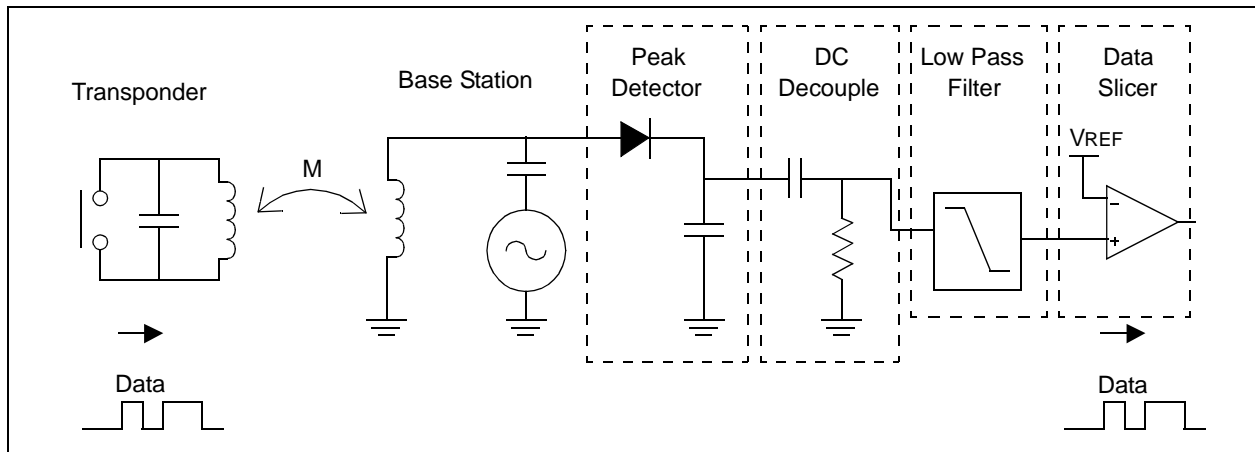 Transponder
Base Station
Peak
Detector
DC
Decouple
Low Pass
Filter
Data
Slicer
M
VREF
−
+
Data
Data